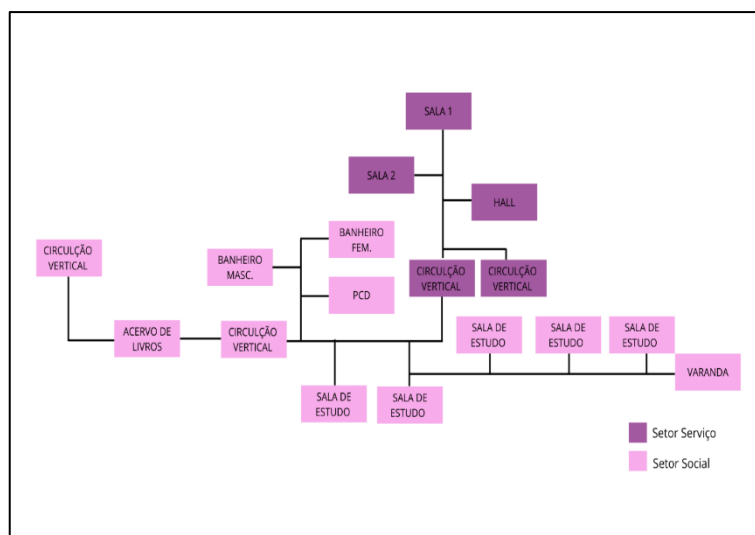 SALA 1
SALA 2
HALL
BANHEIRO
FEM.
CIRCULÇÃO
VERTICAL
BANHEIRO
MASC.
CIRCULÇÃO
VERTICAL
CIRCULÇÃO
VERTICAL
PCD
ACERVO DE
LIVROS
CIRCULÇÃO
VERTICAL
SALA DE
ESTUDO
SALA DE
ESTUDO
SALA DE
ESTUDO
VARANDA
SALA DE
ESTUDO
SALA DE
ESTUDO
Setor Serviço
Setor Social